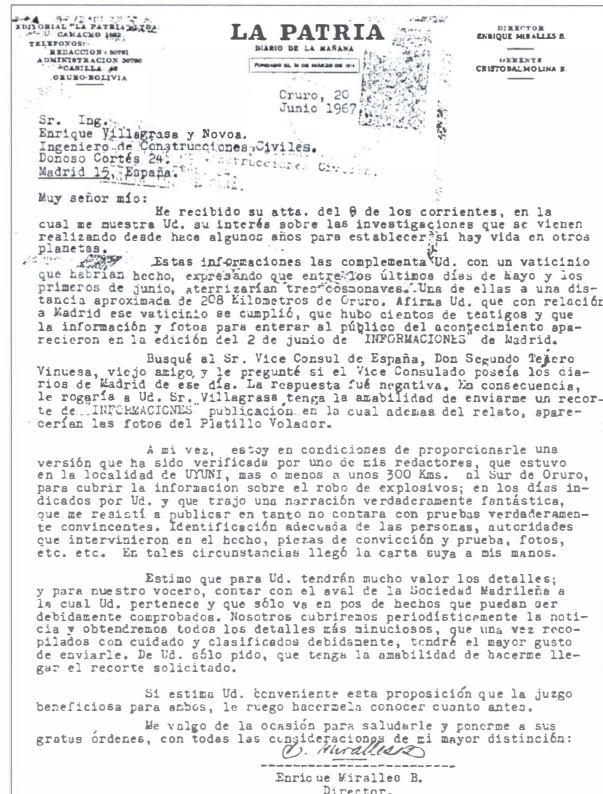 EDITORIAL "LA PATRIA" LTDA.
CAMACHO 1892
TELEFONOS:
REDACCION: 50781
ADMINISTRACION 50780
CASILLA 48
ORURO-BOLIVIA
LA PATRIA
DIARIO DE LA MAÑANA
FUNDADO EL 19 DE MARZO DE 1919
DIRECTOR
ENRIQUE MIRALLES B.
GERENTE
CRISTOBAL MOLINA B.
Oruro, 20
Junio 1967
Sr. Ing.
Enrique Villagrasa y Novoa.
Ingeniero de Construcciones Civiles.
Donoso Cortés 24.
Madrid 15, España.
Muy señor mío:
He recibido su atta. del 8 de los corrientes, en la
cual me muestra Ud. su interés sobre las investigaciones que se vienen
realizando desde hace algunos años para establecer si hay vida en otros
planetas.
Estas informaciones las complementa Ud. con un vaticinio
que habrían hecho, expresando que entre los últimos días de Mayo y los
primeros de junio, aterrizarían tres cosmonaves. Una de ellas a una dis-
tancia aproximada de 208 Kilometros de Oruro. Afirma Ud. que con relación
a Madrid ese vaticinio se cumplió, que hubo cientos de testigos y que
la información y fotos para enterar al público del acontecimiento apa-
recieron en la edición del 2 de junio de "INFORMACIONES" de Madrid.
Busqué al Sr. Vice Consul de España, Don Segundo Tejero
Vinuesa, viejo amigo, y le pregunté si el Vice Consulado poseía los dia-
rios de Madrid de ese día. La respuesta fué negativa. En consecuencia,
le rogaría a Ud. Sr. Villagrasa tenga la amabilidad de enviarme un recor-
te de "INFORMACIONES" publicación en la cual ademas del relato, apare-
cerían las fotos del Platillo Volador.
A mi vez, estoy en condiciones de proporcionarle una
versión que ha sido verificada por uno de mis redactores, que estuvo
en la localidad de UYUNI, mas o menos a unos 300 Kms. al Sur de Oruro,
para cubrir la informacion sobre el robo de explosivos; en los días in-
dicados por Ud. y que trajo una narración verdaderamente fantástica,
que me resistí a publicar en tanto no contara con pruebas verdaderamen-
te convincentes. Identificación adecuada de las personas, autoridades
que intervinieron en el hecho, piezas de convicción y prueba, fotos,
etc. etc. En tales circunstancias llegó la carta suya a mis manos.
Estimo que para Ud. tendrán mucho valor los detalles;
y para nuestro vocero, contar con el aval de la Sociedad Madrileña a
la cual Ud. pertenece y que sólo va en pos de hechos que puedan ser
debidamente comprobados. Nosotros cubriremos periodísticamente la noti-
cia y obtendremos todos los detalles más minuciosos, que una vez reco-
pilados con cuidado y clasificados debidamente, tendré el mayor gusto
de enviarle. De Ud. sólo pido, que tenga la amabilidad de hacerme lle-
gar el recorte solicitado.
Si estima Ud. conveniente esta proposición que la juzgo
beneficiosa para ambos, le ruego hacermela conocer cuanto antes.
Me valgo de la ocasión para saludarle y ponerme a sus
gratas órdenes, con todas las consideraciones de mi mayor distinción:
E. Miralles B
Enrique Miralles B.
Director.